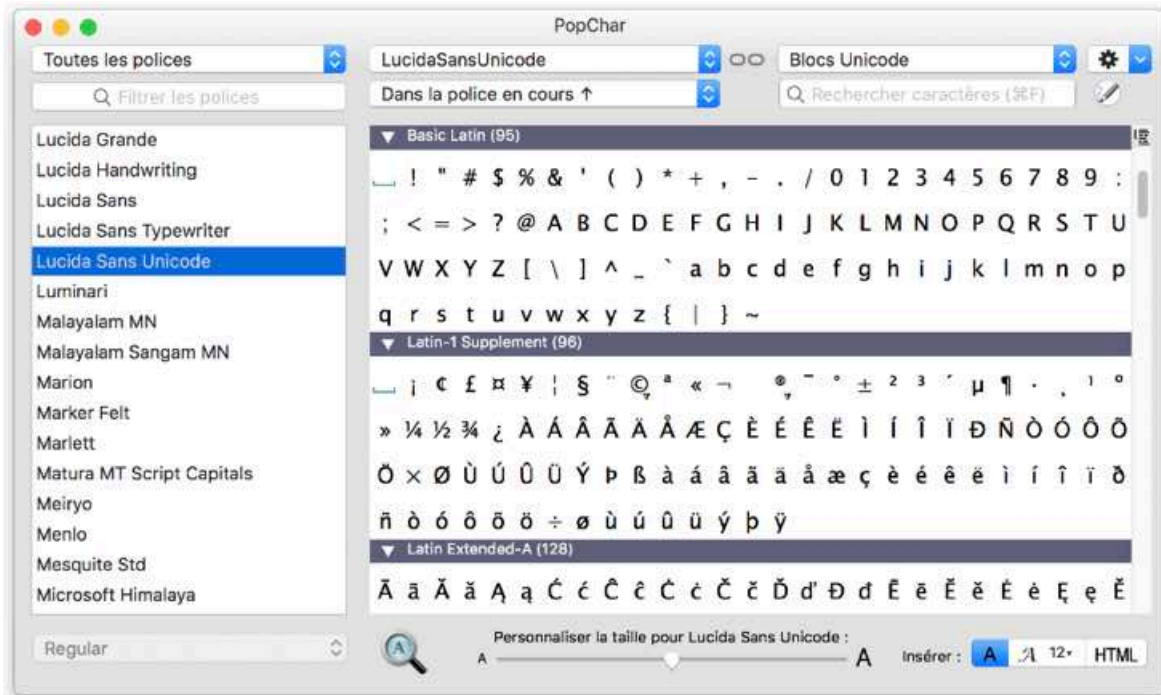 PopChar
Toutes les polices
LucidaSansUnicode
Blocs Unicode
Filtrer les polices
Dans la police en cours ↑
Rechercher caractères (⌘F)
Lucida Grande
Lucida Handwriting
Lucida Sans
Lucida Sans Typewriter
Lucida Sans Unicode
Luminari
Malayalam MN
Malayalam Sangam MN
Marion
Marker Felt
Marlett
Matura MT Script Capitals
Meiryo
Menlo
Mesquite Std
Microsoft Himalaya
Regular
Basic Latin (95)
! " # $ % & ' ( ) * + , - . / 0 1 2 3 4 5 6 7 8 9 :
; < = > ? @ A B C D E F G H I J K L M N O P Q R S T U
V W X Y Z [ \ ] ^ _ ` a b c d e f g h i j k l m n o p
q r s t u v w x y z { | } ~
Latin-1 Supplement (96)
¡ ¢ £ ¤ ¥ ¦ § ¨ © ª « ¬ ® ¯ ° ± ² ³ ´ µ ¶ · ¸ ¹ º
» ¼ ½ ¾ ¿ À Á Â Ã Ä Å Æ Ç È É Ê Ë Ì Í Î Ï Ð Ñ Ò Ó Ô Õ
Ö × Ø Ù Ú Û Ü Ý Þ ß à á â ã ä å æ ç è é ê ë ì í î ï ð
ñ ò ó ô õ ö ÷ ø ù ú û ü ý þ ÿ
Latin Extended-A (128)
Ā ā Ă ă Ą ą Ć ć Ĉ ĉ Ċ ċ Č č Ď ď Đ đ Ē ē Ĕ ĕ Ė ė Ę ę Ě
Personnaliser la taille pour Lucida Sans Unicode :
A A
Insérer : A A 12 HTML